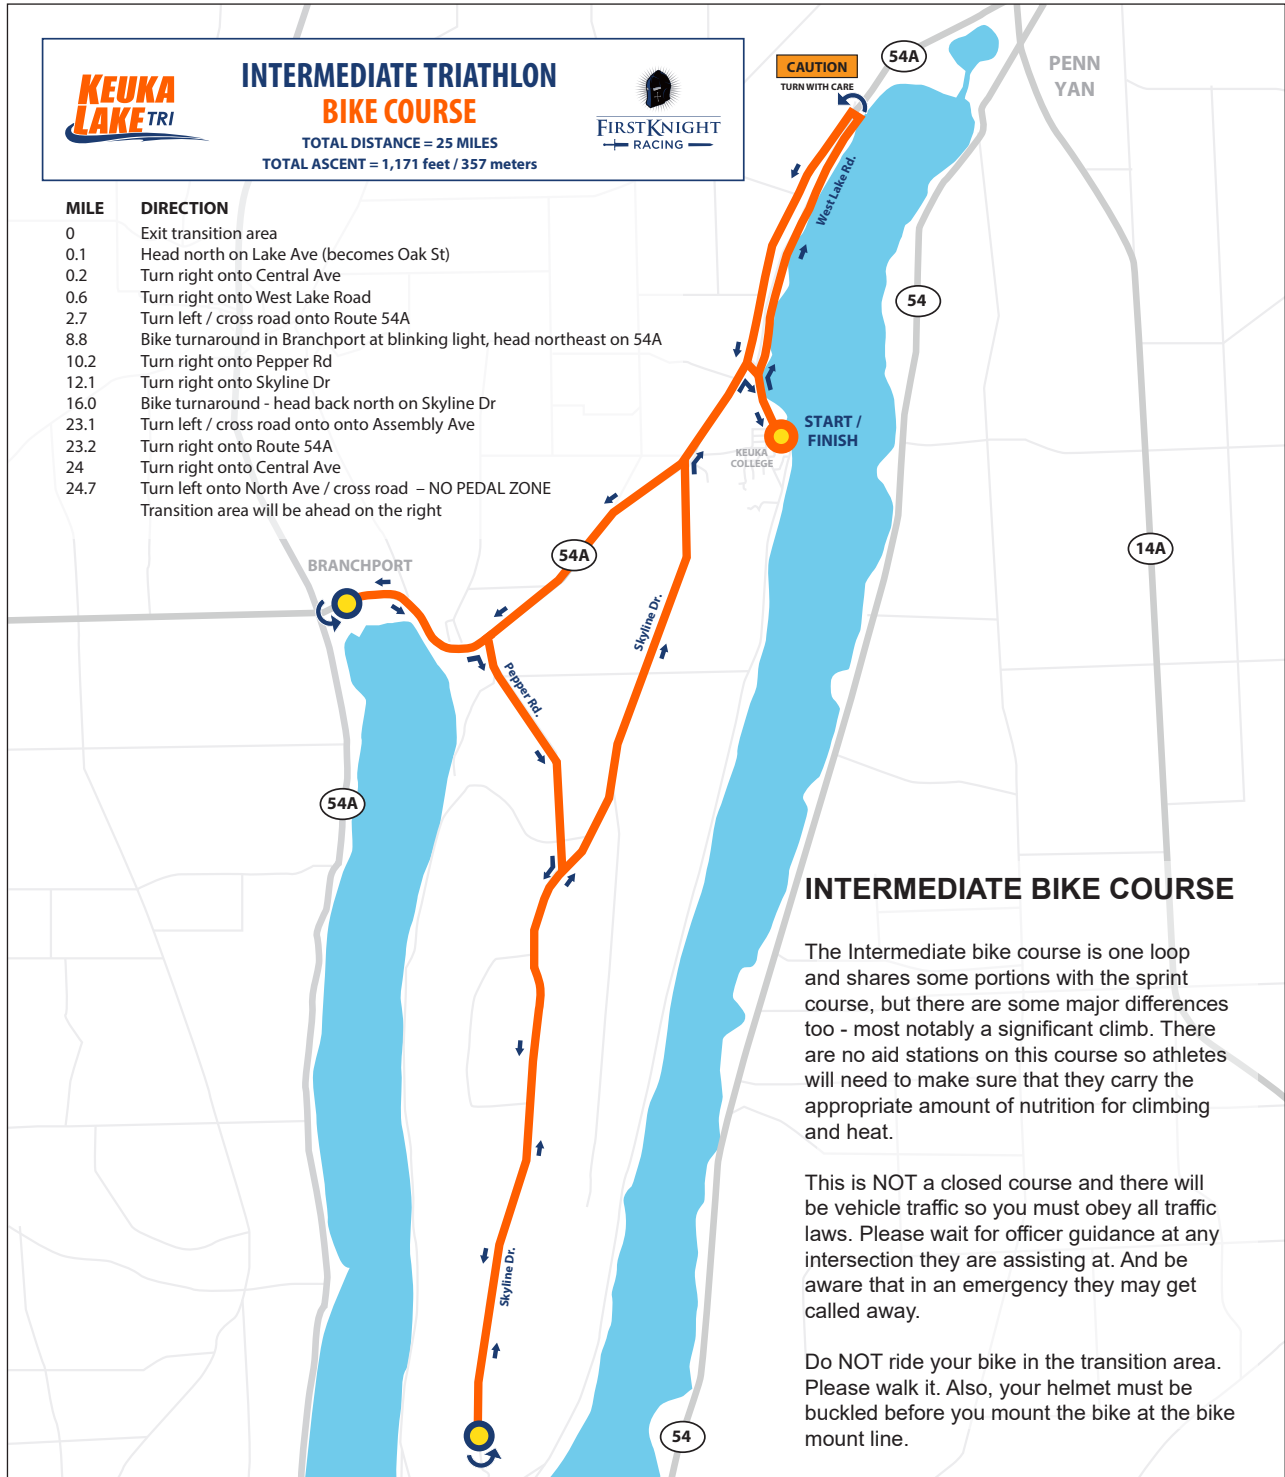 KEUKA
LAKE TRI
INTERMEDIATE TRIATHLON
BIKE COURSE
TOTAL DISTANCE = 25 MILES
TOTAL ASCENT = 1,171 feet / 357 meters
FIRSTKNIGHT
RACING
MILE DIRECTION
0 Exit transition area
0.1 Head north on Lake Ave (becomes Oak St)
0.2 Turn right onto Central Ave
0.6 Turn right onto West Lake Road
2.7 Turn left / cross road onto Route 54A
8.8 Bike turnaround in Branchport at blinking light, head northeast on 54A
10.2 Turn right onto Pepper Rd
12.1 Turn right onto Skyline Dr
16.0 Bike turnaround - head back north on Skyline Dr
23.1 Turn left / cross road onto onto Assembly Ave
23.2 Turn right onto Route 54A
24 Turn right onto Central Ave
24.7 Turn left onto North Ave / cross road – NO PEDAL ZONE
Transition area will be ahead on the right
CAUTION
TURN WITH CARE
54A
PENN
YAN
West Lake Rd.
54
START /
FINISH
KEUKA
COLLEGE
54A
BRANCHPORT
14A
Skyline Dr.
Pepper Rd.
54A
Skyline Dr.
54
INTERMEDIATE BIKE COURSE
The Intermediate bike course is one loop
and shares some portions with the sprint
course, but there are some major differences
too - most notably a significant climb. There
are no aid stations on this course so athletes
will need to make sure that they carry the
appropriate amount of nutrition for climbing
and heat.
This is NOT a closed course and there will
be vehicle traffic so you must obey all traffic
laws. Please wait for officer guidance at any
intersection they are assisting at. And be
aware that in an emergency they may get
called away.
Do NOT ride your bike in the transition area.
Please walk it. Also, your helmet must be
buckled before you mount the bike at the bike
mount line.